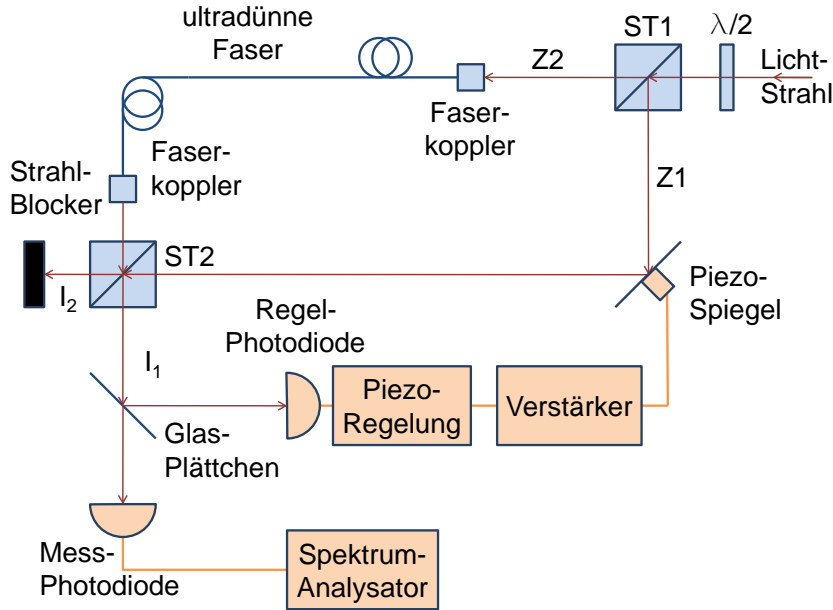 ultradünne
Faser
ST1
λ/2
Licht-
Strahl
Z2
Faser-
koppler
Faser-
koppler
Strahl-
Blocker
Z1
ST2
I₂
Piezo-
Spiegel
Regel-
Photodiode
I₁
Piezo-
Regelung
Verstärker
Glas-
Plättchen
Mess-
Photodiode
Spektrum-
Analysator